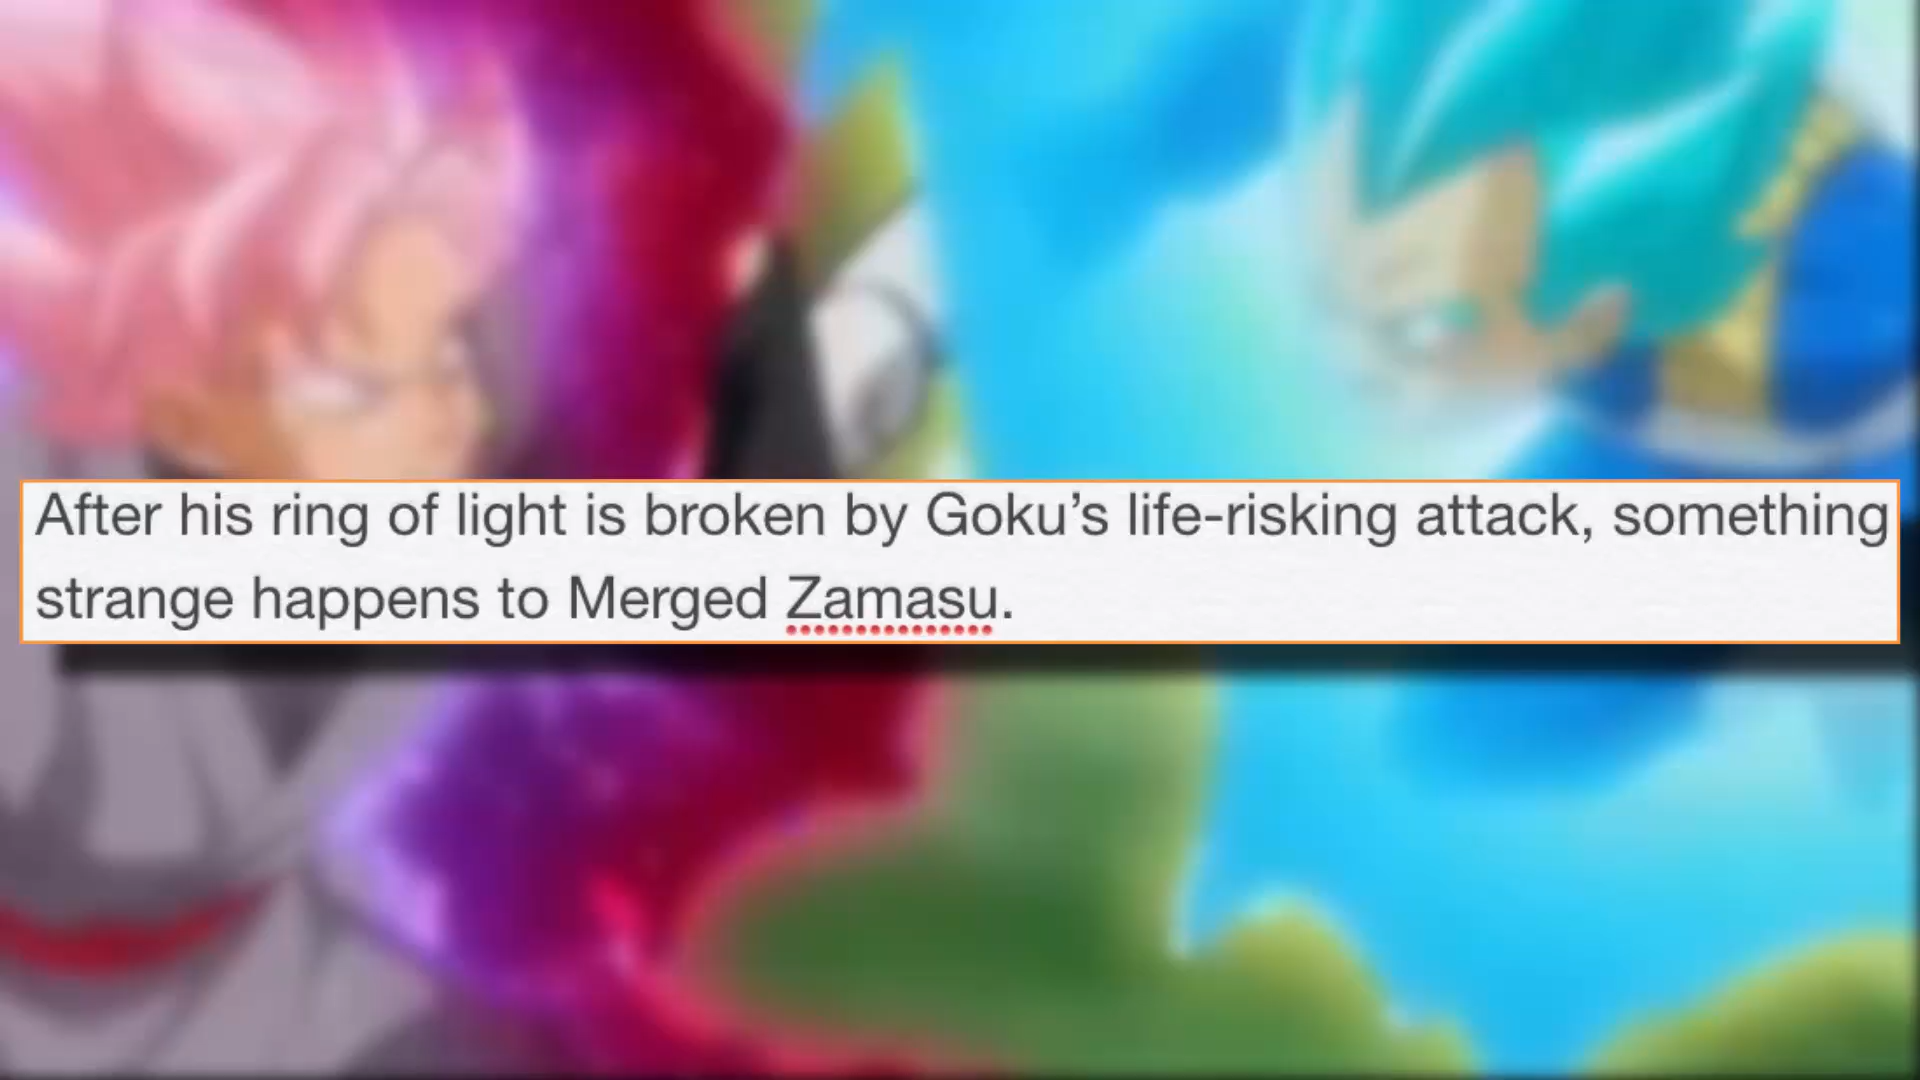 After his ring of light is broken by Goku’s life-risking attack, something
strange happens to Merged Zamasu.